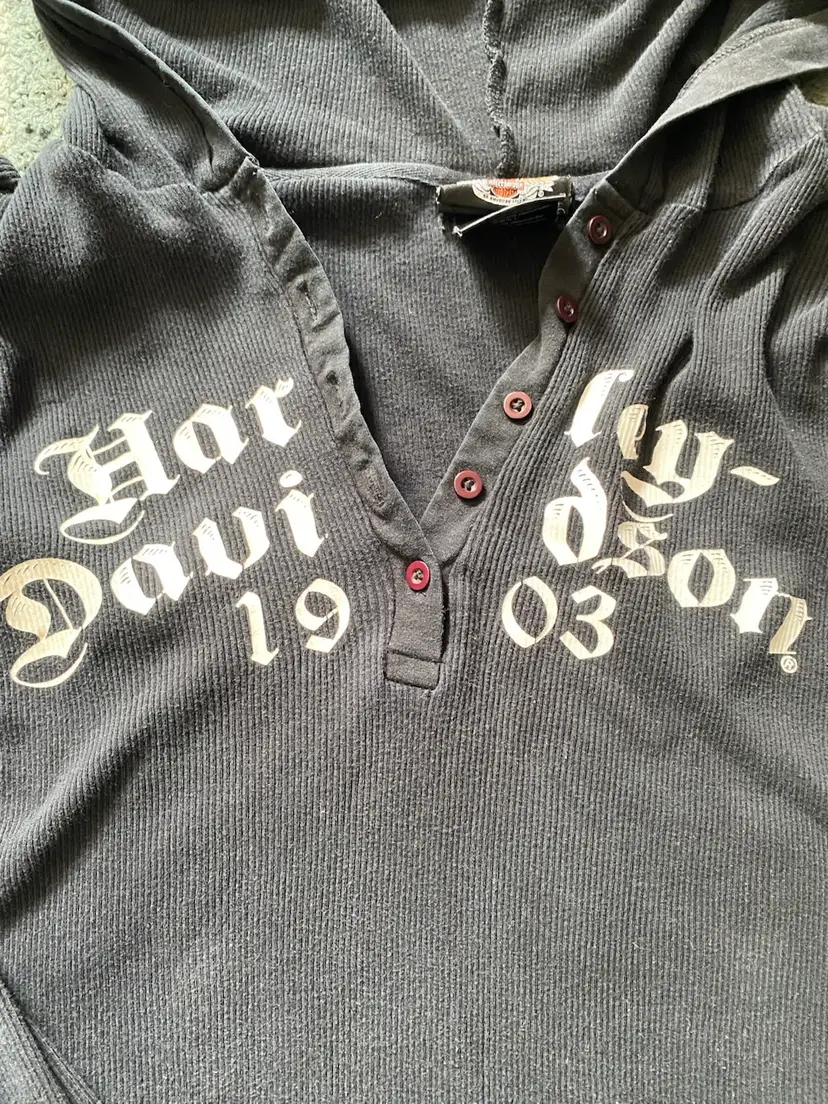 Har ley-
Davi dson®
19 03